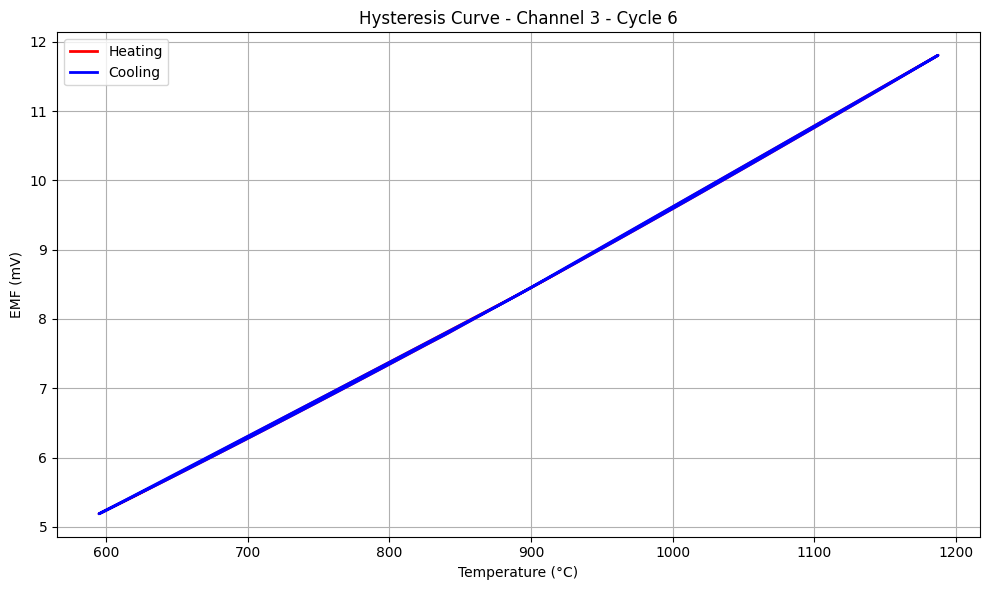 Hysteresis Curve - Channel 3 - Cycle 6
Heating
Cooling
12
11
10
9
8
7
6
5
EMF (mV)
600 700 800 900 1000 1100 1200
Temperature (°C)